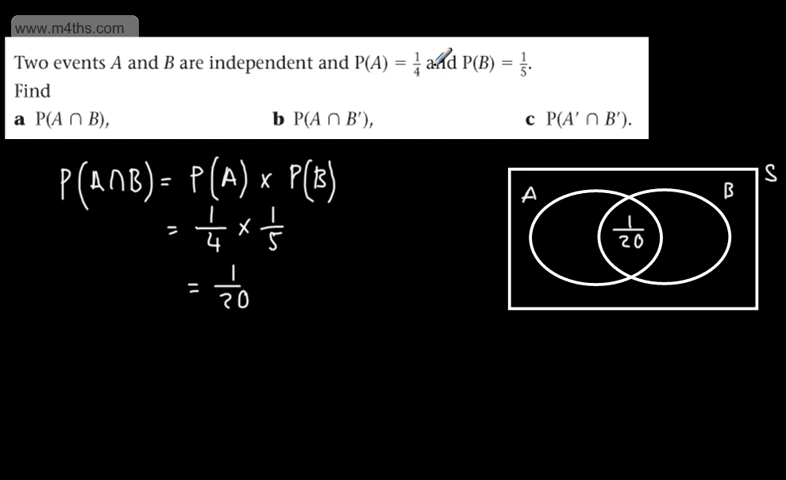 www.m4ths.com
Two events A and B are independent and P(A) = 1/4 and P(B) = 1/5.
Find
a P(A ∩ B), b P(A ∩ B′), c P(A′ ∩ B′).
P(A∩B) = P(A) × P(B)
= 1/4 × 1/5
= 1/20
S
A B
1/20